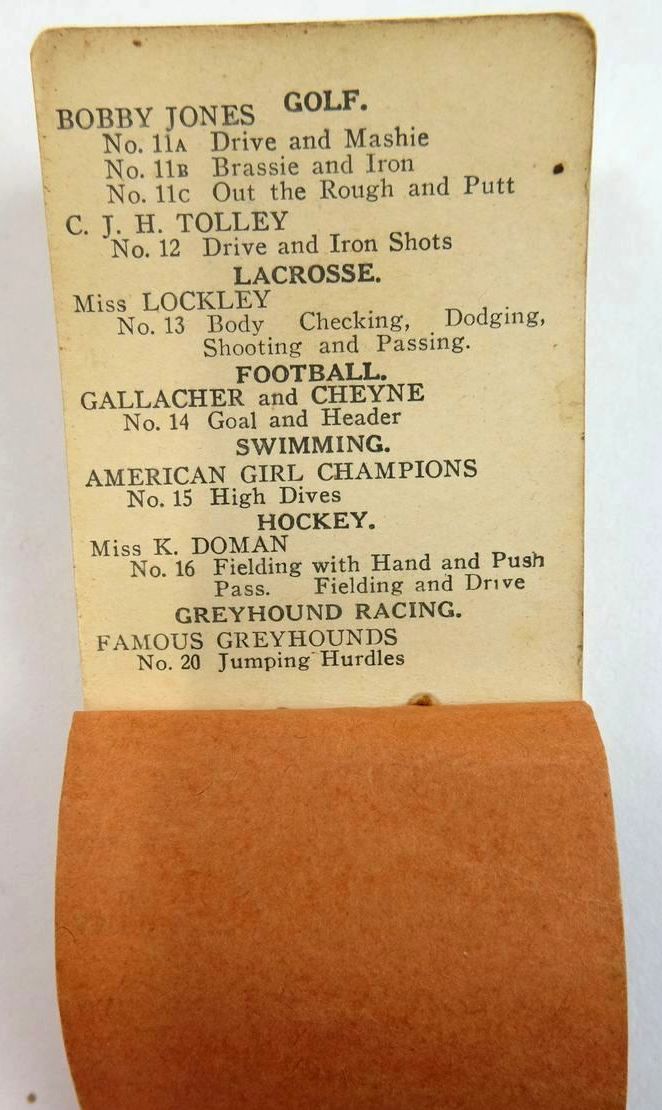 GOLF.
BOBBY JONES
No. 11A Drive and Mashie
No. 11B Brassie and Iron
No. 11C Out the Rough and Putt
C. J. H. TOLLEY
No. 12 Drive and Iron Shots
LACROSSE.
Miss LOCKLEY
No. 13 Body Checking, Dodging,
Shooting and Passing.
FOOTBALL.
GALLACHER and CHEYNE
No. 14 Goal and Header
SWIMMING.
AMERICAN GIRL CHAMPIONS
No. 15 High Dives
HOCKEY.
Miss K. DOMAN
No. 16 Fielding with Hand and Push
Pass. Fielding and Drive
GREYHOUND RACING.
FAMOUS GREYHOUNDS
No. 20 Jumping Hurdles